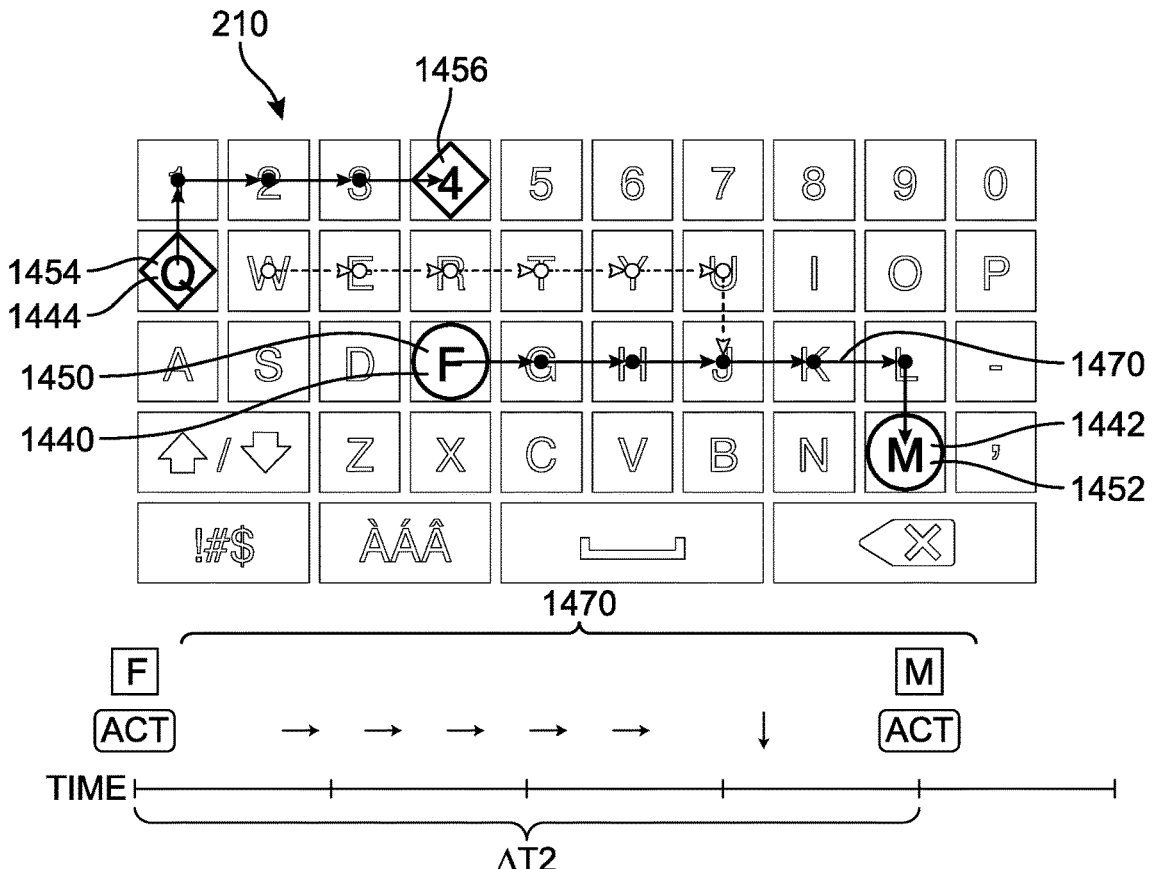 210
1456
1 2 3 4 5 6 7 8 9 0
1454
Q W E R T Y U I O P
1444
1450
A S D F G H J K L -
1470
1440
/ Z X C V B N M ,
1442
1452
!#$ ÀÁÂ
1470
F M
ACT ACT
TIME
ΔT2